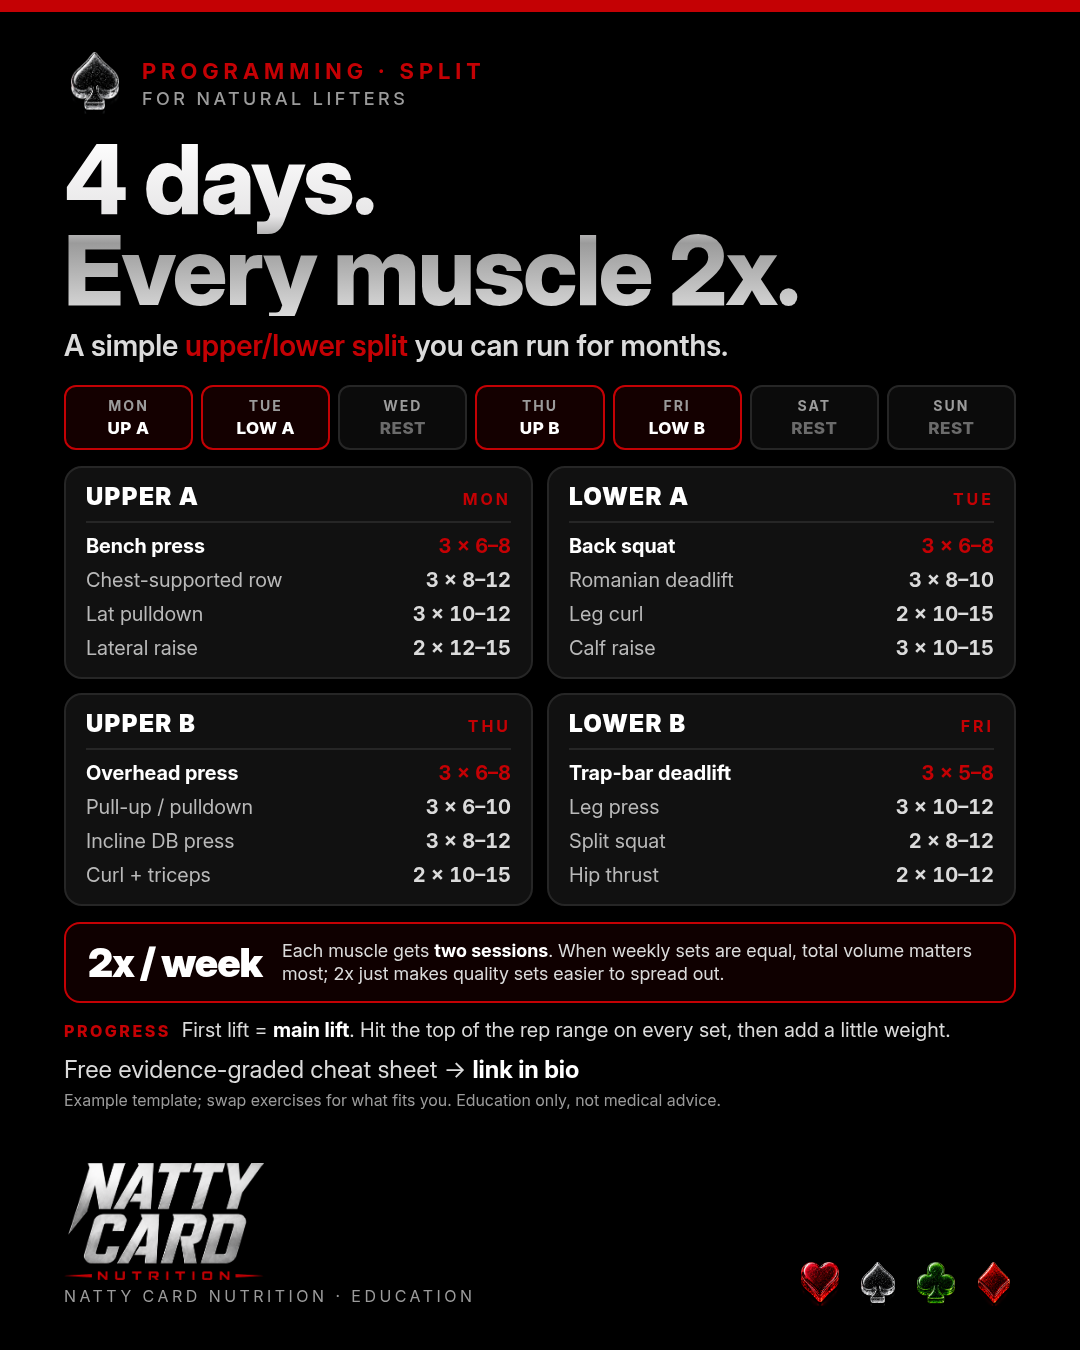 PROGRAMMING · SPLIT
FOR NATURAL LIFTERS
4 days.
Every muscle 2x.
A simple upper/lower split you can run for months.
MON TUE WED THU FRI SAT SUN
UP A LOW A REST UP B LOW B REST REST
UPPER A MON
Bench press 3 × 6–8
Chest-supported row 3 × 8–12
Lat pulldown 3 × 10–12
Lateral raise 2 × 12–15
LOWER A TUE
Back squat 3 × 6–8
Romanian deadlift 3 × 8–10
Leg curl 2 × 10–15
Calf raise 3 × 10–15
UPPER B THU
Overhead press 3 × 6–8
Pull-up / pulldown 3 × 6–10
Incline DB press 3 × 8–12
Curl + triceps 2 × 10–15
LOWER B FRI
Trap-bar deadlift 3 × 5–8
Leg press 3 × 10–12
Split squat 2 × 8–12
Hip thrust 2 × 10–12
2x / week
Each muscle gets two sessions. When weekly sets are equal, total volume matters
most; 2x just makes quality sets easier to spread out.
PROGRESS First lift = main lift. Hit the top of the rep range on every set, then add a little weight.
Free evidence-graded cheat sheet → link in bio
Example template; swap exercises for what fits you. Education only, not medical advice.
NATTY
CARD
NUTRITION
NATTY CARD NUTRITION · EDUCATION